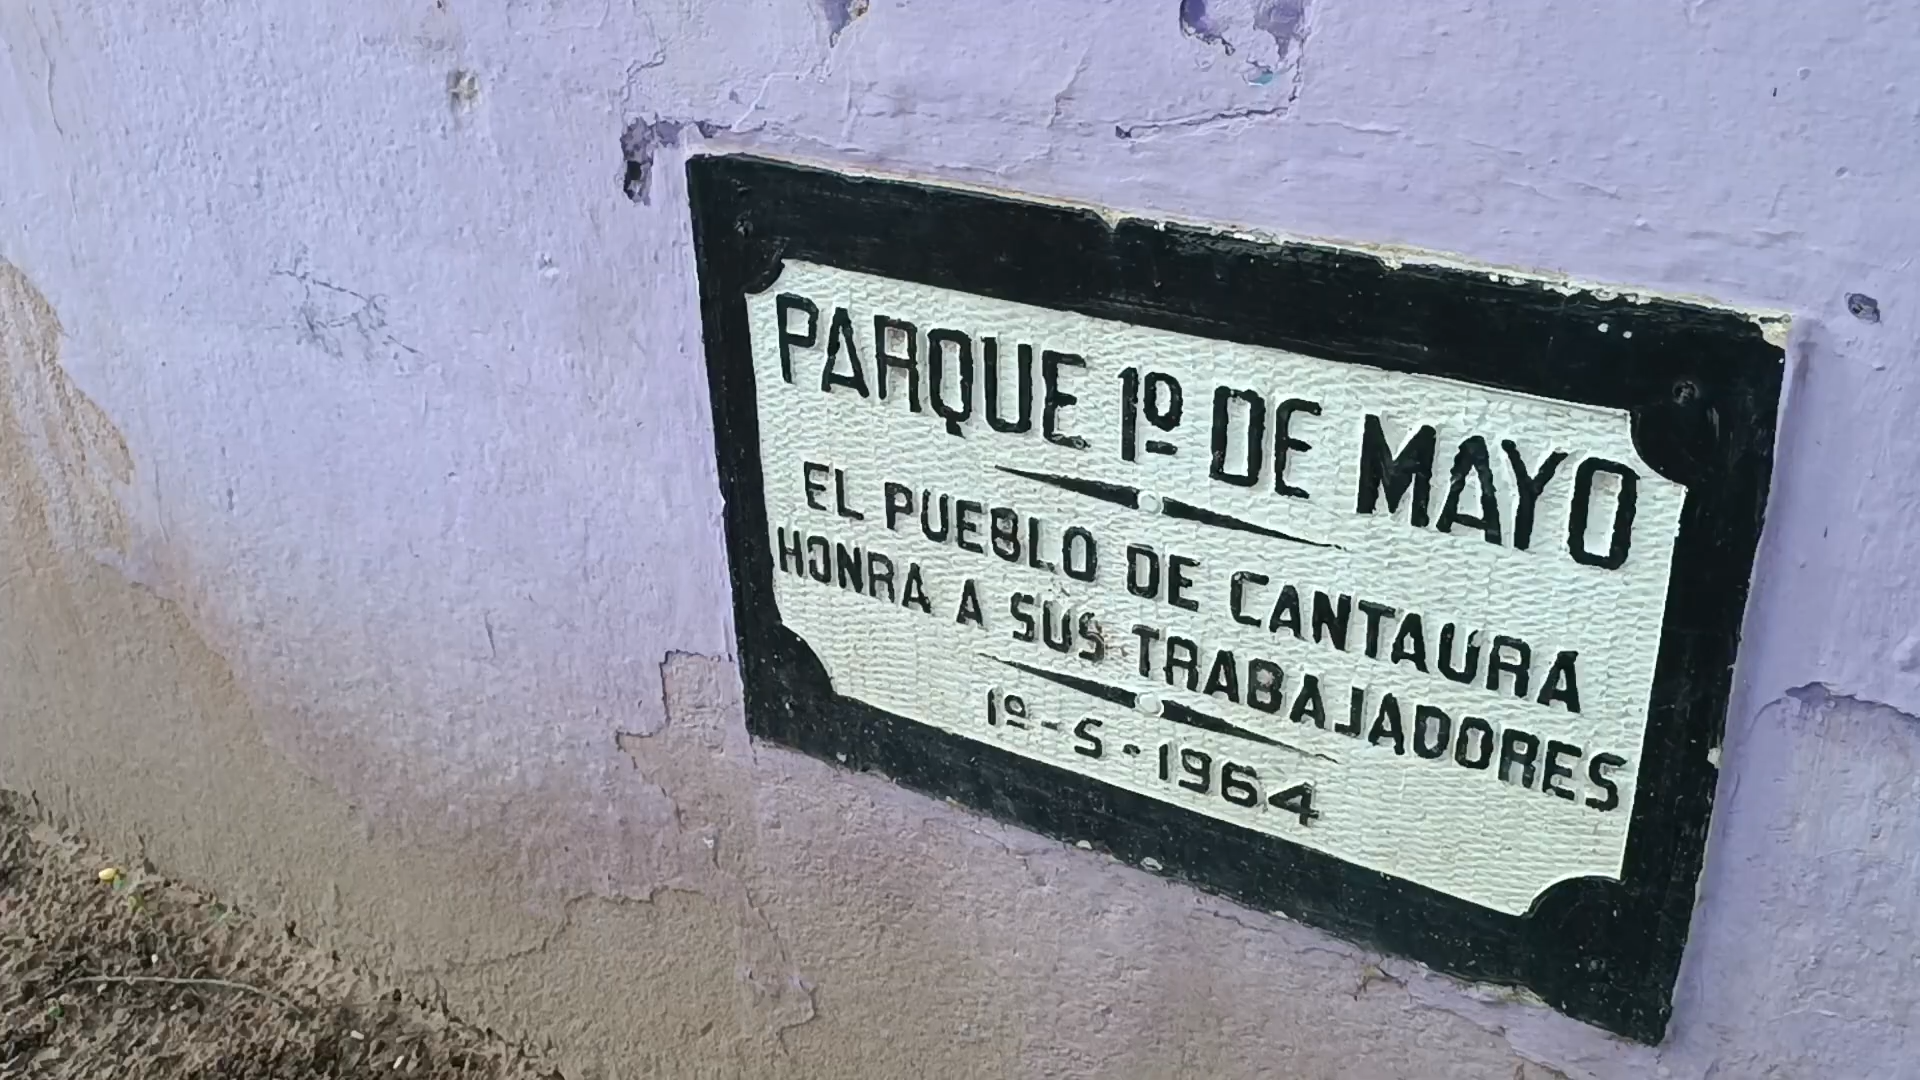 PARQUE 1º DE MAYO
EL PUEBLO DE CANTAURA
HONRA A SUS TRABAJADORES
1º-5-1964